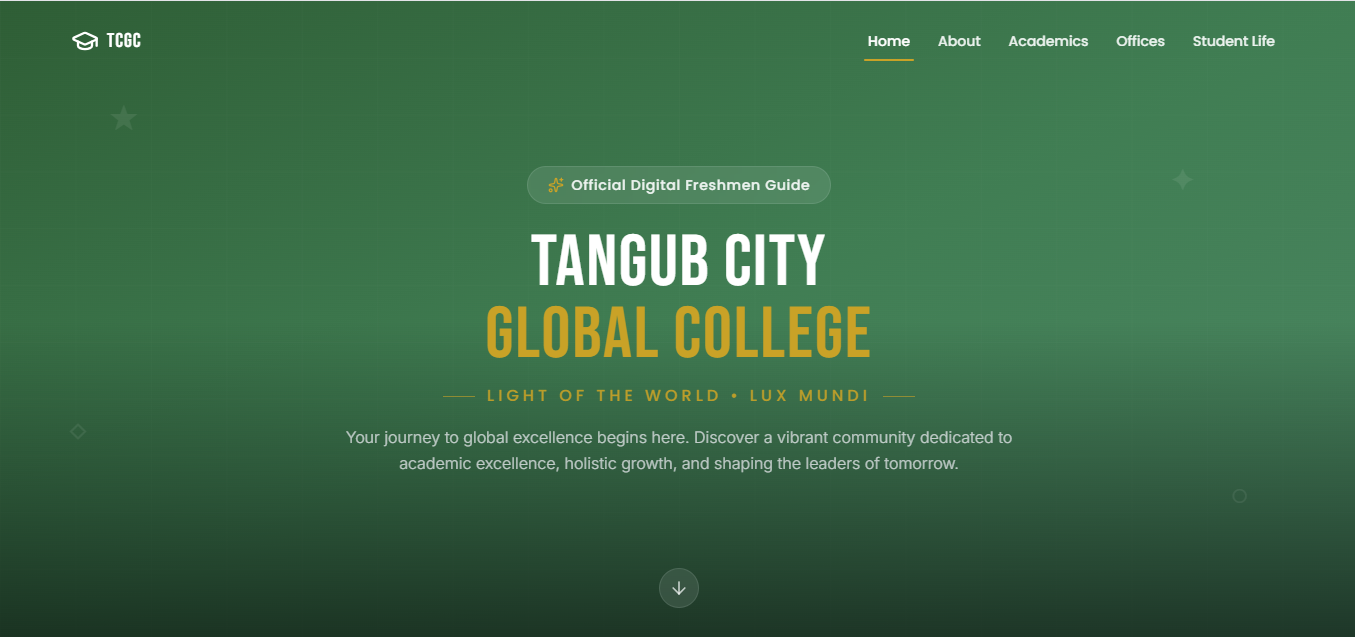 TCGC
Home
About
Academics
Offices
Student Life
Official Digital Freshmen Guide
TANGUB CITY
GLOBAL COLLEGE
LIGHT OF THE WORLD • LUX MUNDI
Your journey to global excellence begins here. Discover a vibrant community dedicated to
academic excellence, holistic growth, and shaping the leaders of tomorrow.